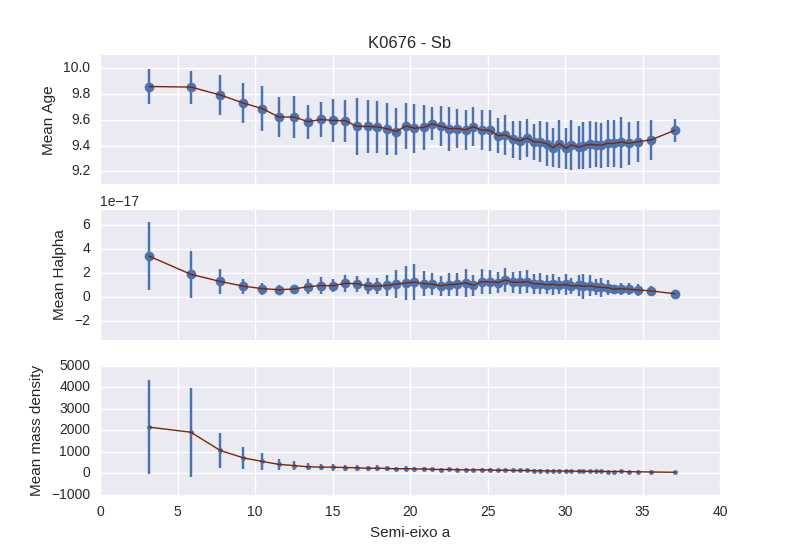 K0676 - Sb
Mean Age
10.0
9.8
9.6
9.4
9.2
1e−17
Mean Halpha
6
4
2
0
−2
Mean mass density
5000
4000
3000
2000
1000
0
−1000
0 5 10 15 20 25 30 35 40
Semi-eixo a